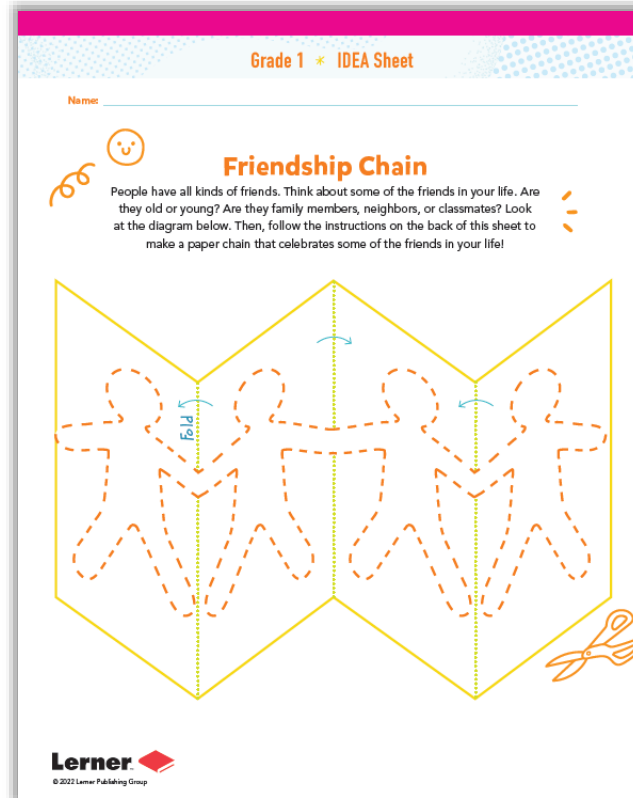 Grade 1 * IDEA Sheet
Name:
Friendship Chain
People have all kinds of friends. Think about some of the friends in your life. Are
they old or young? Are they family members, neighbors, or classmates? Look
at the diagram below. Then, follow the instructions on the back of this sheet to
make a paper chain that celebrates some of the friends in your life!
Fold
Lerner
© 2022 Lerner Publishing Group